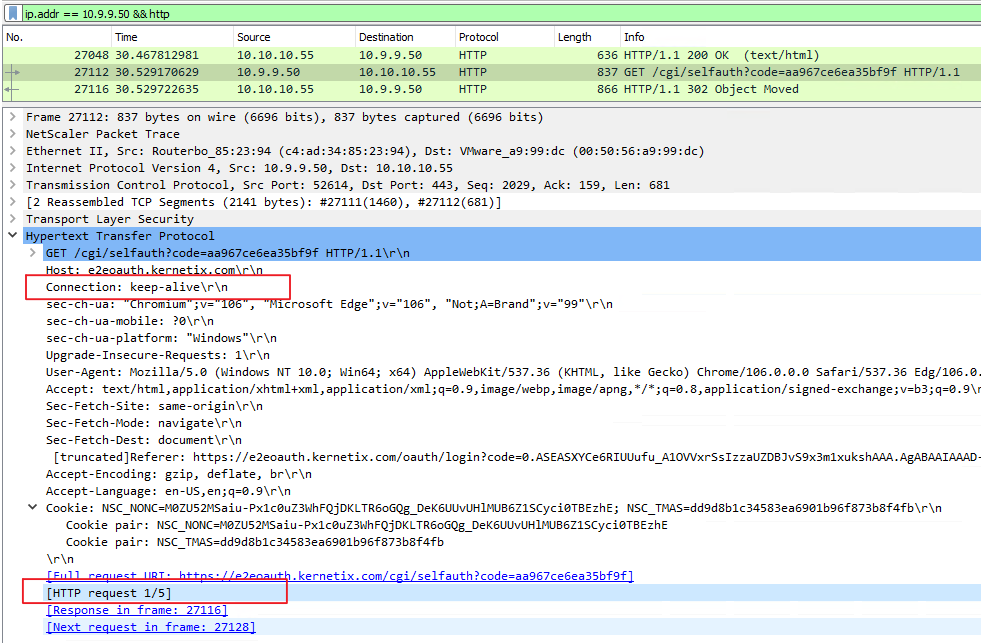 ip.addr == 10.9.9.50 && http
No. Time Source Destination Protocol Length Info
27048 30.467812981 10.10.10.55 10.9.9.50 HTTP 636 HTTP/1.1 200 OK (text/html)
27112 30.529170629 10.9.9.50 10.10.10.55 HTTP 837 GET /cgi/selfauth?code=aa967ce6ea35bf9f HTTP/1.1
27116 30.529722635 10.10.10.55 10.9.9.50 HTTP 866 HTTP/1.1 302 Object Moved
Frame 27112: 837 bytes on wire (6696 bits), 837 bytes captured (6696 bits)
NetScaler Packet Trace
Ethernet II, Src: Routerbo_85:23:94 (c4:ad:34:85:23:94), Dst: VMware_a9:99:dc (00:50:56:a9:99:dc)
Internet Protocol Version 4, Src: 10.9.9.50, Dst: 10.10.10.55
Transmission Control Protocol, Src Port: 52614, Dst Port: 443, Seq: 2029, Ack: 159, Len: 681
[2 Reassembled TCP Segments (2141 bytes): #27111(1460), #27112(681)]
Transport Layer Security
Hypertext Transfer Protocol
GET /cgi/selfauth?code=aa967ce6ea35bf9f HTTP/1.1\r\n
Host: e2eoauth.kernetix.com\r\n
Connection: keep-alive\r\n
sec-ch-ua: "Chromium";v="106", "Microsoft Edge";v="106", "Not;A=Brand";v="99"\r\n
sec-ch-ua-mobile: ?0\r\n
sec-ch-ua-platform: "Windows"\r\n
Upgrade-Insecure-Requests: 1\r\n
User-Agent: Mozilla/5.0 (Windows NT 10.0; Win64; x64) AppleWebKit/537.36 (KHTML, like Gecko) Chrome/106.0.0.0 Safari/537.36 Edg/106.0.
Accept: text/html,application/xhtml+xml,application/xml;q=0.9,image/webp,image/apng,*/*;q=0.8,application/signed-exchange;v=b3;q=0.9\r
Sec-Fetch-Site: same-origin\r\n
Sec-Fetch-Mode: navigate\r\n
Sec-Fetch-Dest: document\r\n
[truncated]Referer: https://e2eoauth.kernetix.com/oauth/login?code=0.ASEASXYCe6RIUUufu_A1OVVxrSsIzzaUZDBJvS9x3m1xukshAAA.AgABAAIAAAD-
Accept-Encoding: gzip, deflate, br\r\n
Accept-Language: en-US,en;q=0.9\r\n
Cookie: NSC_NONC=M0ZU52MSaiu-Px1c0uZ3WhFQjDKLTR6oGQg_DeK6UUvUHlMUB6Z1SCyci0TBEzhE; NSC_TMAS=dd9d8b1c34583ea6901b96f873b8f4fb\r\n
Cookie pair: NSC_NONC=M0ZU52MSaiu-Px1c0uZ3WhFQjDKLTR6oGQg_DeK6UUvUHlMUB6Z1SCyci0TBEzhE
Cookie pair: NSC_TMAS=dd9d8b1c34583ea6901b96f873b8f4fb
\r\n
[Full request URI: https://e2eoauth.kernetix.com/cgi/selfauth?code=aa967ce6ea35bf9f]
[HTTP request 1/5]
[Response in frame: 27116]
[Next request in frame: 27128]